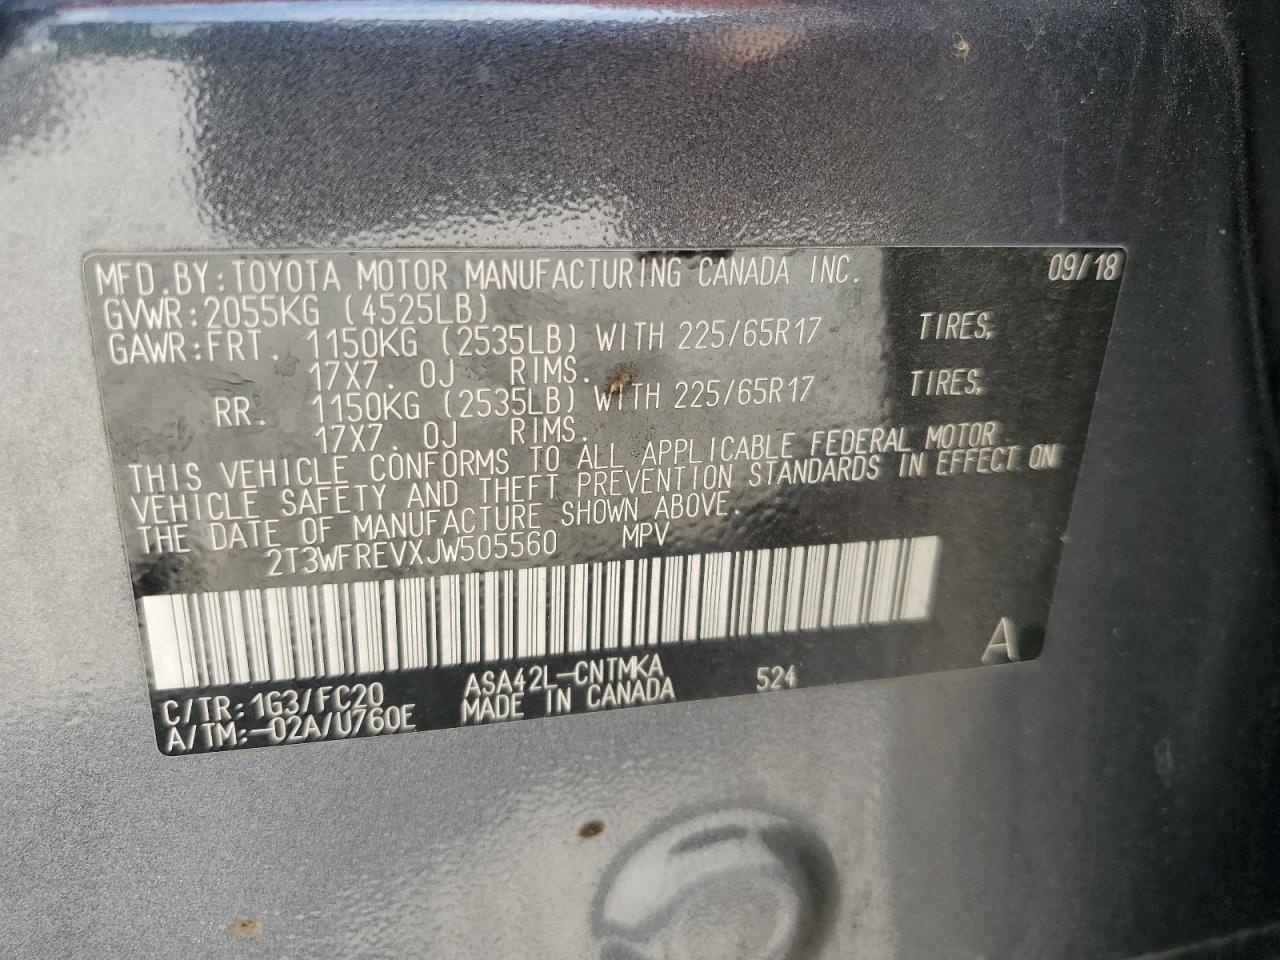 MFD.BY:TOYOTA MOTOR MANUFACTURING CANADA INC. 09/18
GVWR:2055KG (4525LB)
GAWR:FRT. 1150KG (2535LB) WITH 225/65R17 TIRES,
17X7.0J RIMS.
RR. 1150KG (2535LB) WITH 225/65R17 TIRES,
17X7.0J RIMS.
THIS VEHICLE CONFORMS TO ALL APPLICABLE FEDERAL MOTOR
VEHICLE SAFETY AND THEFT PREVENTION STANDARDS IN EFFECT ON
THE DATE OF MANUFACTURE SHOWN ABOVE.
2T3WFREVXJW505560 MPV
C/TR:1G3/FC20 ASA42L-CNTMKA 524 A
A/TM:-02A/U760E MADE IN CANADA